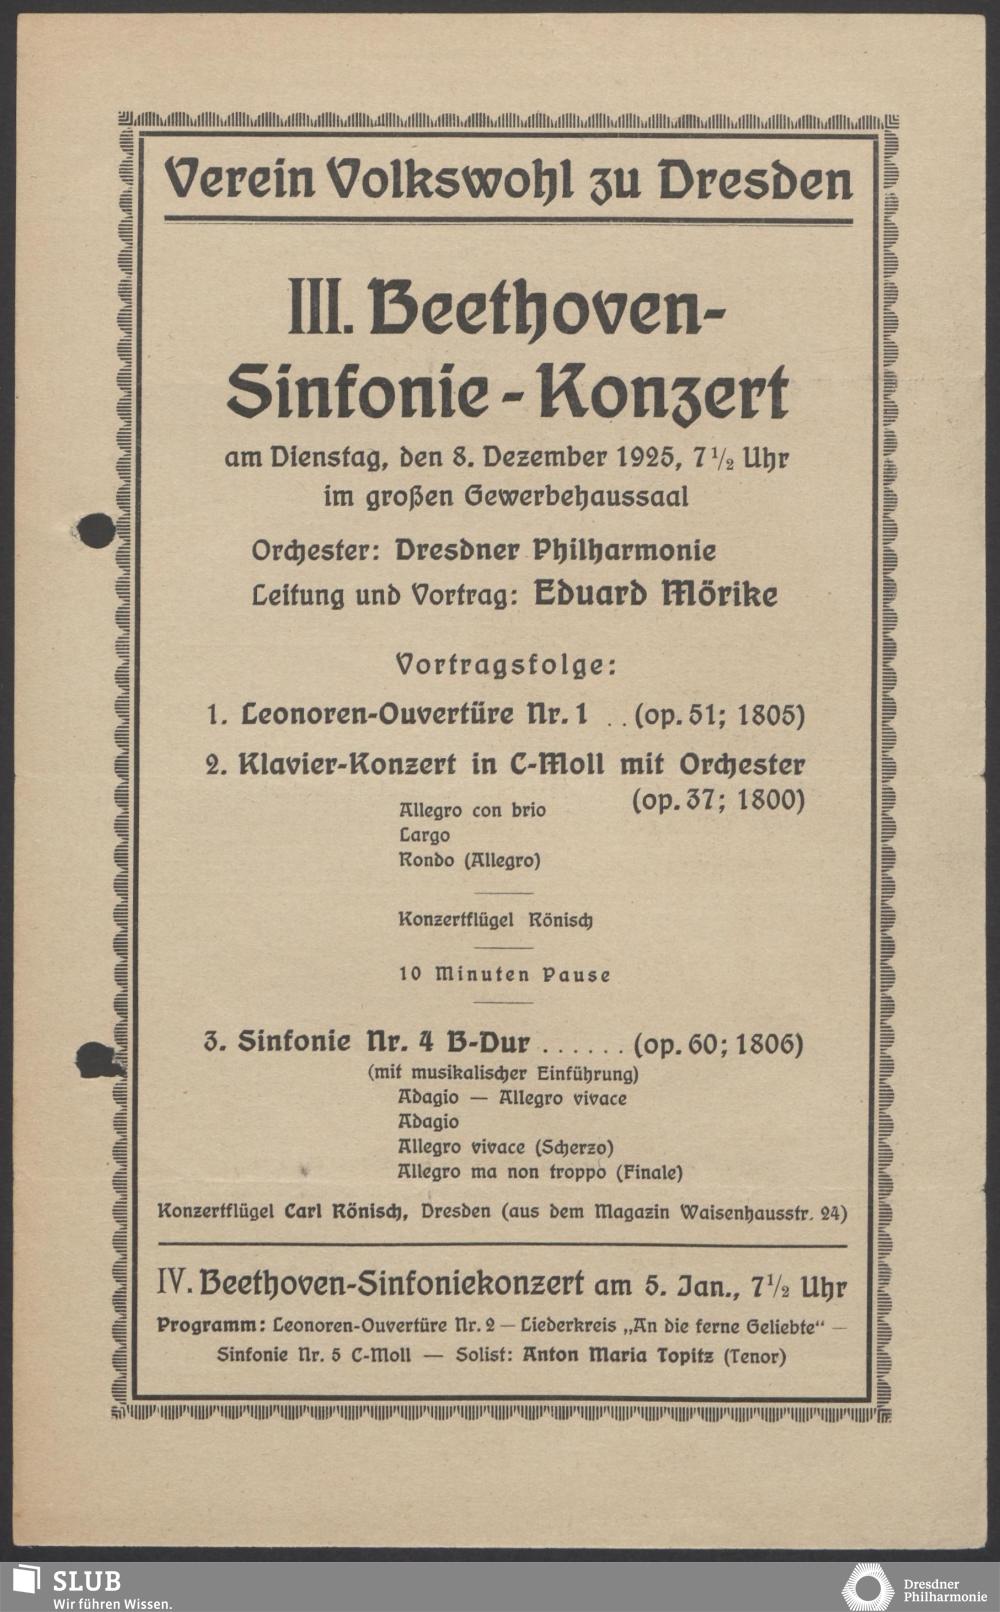 Verein Volkswohl zu Dresden
III. Beethoven-
Sinfonie - Konzert
am Dienstag, den 8. Dezember 1925, 7 1/2 Uhr
im großen Gewerbehaussaal
Orchester: Dresdner Philharmonie
Leitung und Vortrag: Eduard Mörike
Vortragsfolge:
1. Leonoren-Ouvertüre Nr. 1 . . (op. 51; 1805)
2. Klavier-Konzert in C-Moll mit Orchester
(op. 37; 1800)
Allegro con brio
Largo
Rondo (Allegro)
Konzertflügel Rönisch
10 Minuten Pause
3. Sinfonie Nr. 4 B-Dur . . . . . . (op. 60; 1806)
(mit musikalischer Einführung)
Adagio — Allegro vivace
Adagio
Allegro vivace (Scherzo)
Allegro ma non troppo (Finale)
Konzertflügel Carl Rönisch, Dresden (aus dem Magazin Waisenhausstr. 24)
IV. Beethoven-Sinfoniekonzert am 5. Jan., 7 1/2 Uhr
Programm: Leonoren-Ouvertüre Nr. 2 — Liederkreis „An die ferne Geliebte“ —
Sinfonie Nr. 5 C-Moll — Solist: Anton Maria Topitz (Tenor)
SLUB
Wir führen Wissen.
Dresdner
Philharmonie